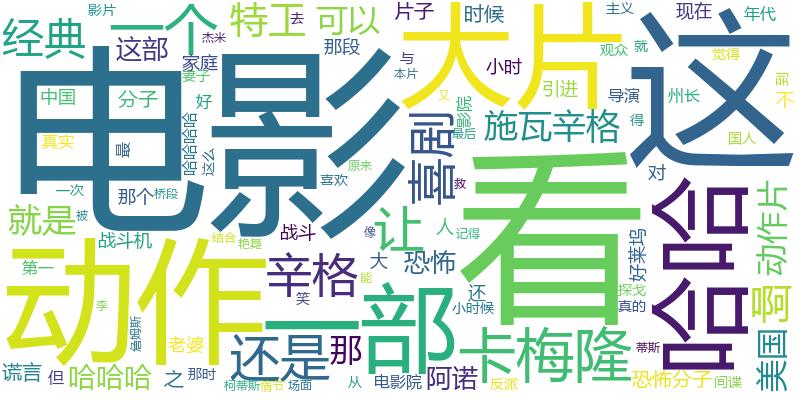 影片
去
经典
一个
特工
可以
片子
时候
主义
现在
年代
这部
杰米
那段
与
大片
这
观众
就
觉得
家庭
妻子
本片
小时
中国
分子
好
引进
导演
州长
不
电影
又
影院
得
真实
最
哈哈哈哈
这么
喜剧
最后
施瓦辛格
国人
一次
那个
桥段
原来
喜欢
救
看
对
就是
被
让
人
哈哈
动作片
战斗机
结合
艳舞
战斗
像
记得
好莱坞
第一
动作
辛格
大
恐怖
能
还
探戈
啊
李
一部
笑
小时候
真的
詹姆斯
老婆
还是
那
卡梅隆
蒂斯
美国
谎言
但
哈哈哈
之
那时
柯蒂斯
情节
场面
从
电影院
阿诺
反派
恐怖分子
间谍